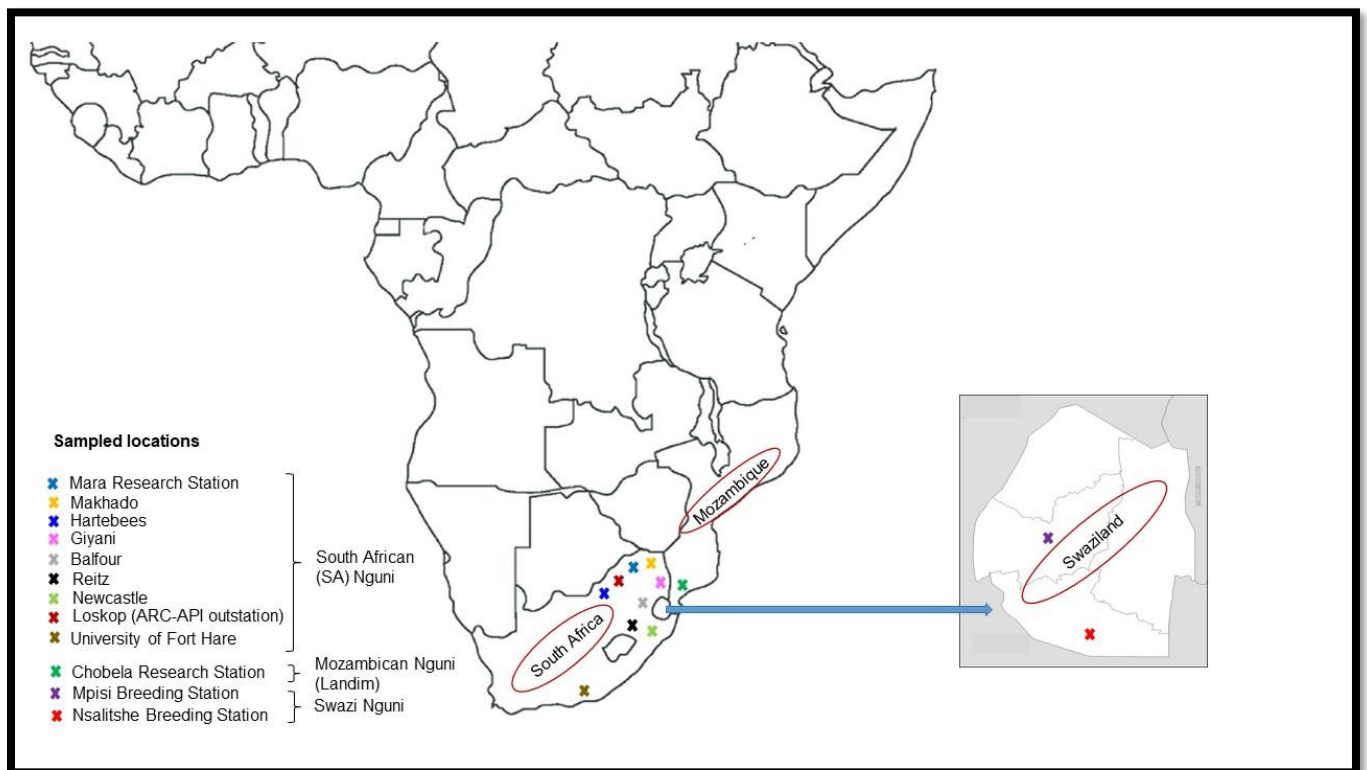 Sampled locations
Mara Research Station
Makhado
Hartebees
Giyani
Balfour
Reitz
Newcastle
Loskop (ARC-API outstation)
University of Fort Hare
South African
(SA) Nguni
Chobela Research Station
Mozambican Nguni
(Landim)
Mpisi Breeding Station
Nsalitshe Breeding Station
Swazi Nguni
Mozambique
South Africa
Swaziland